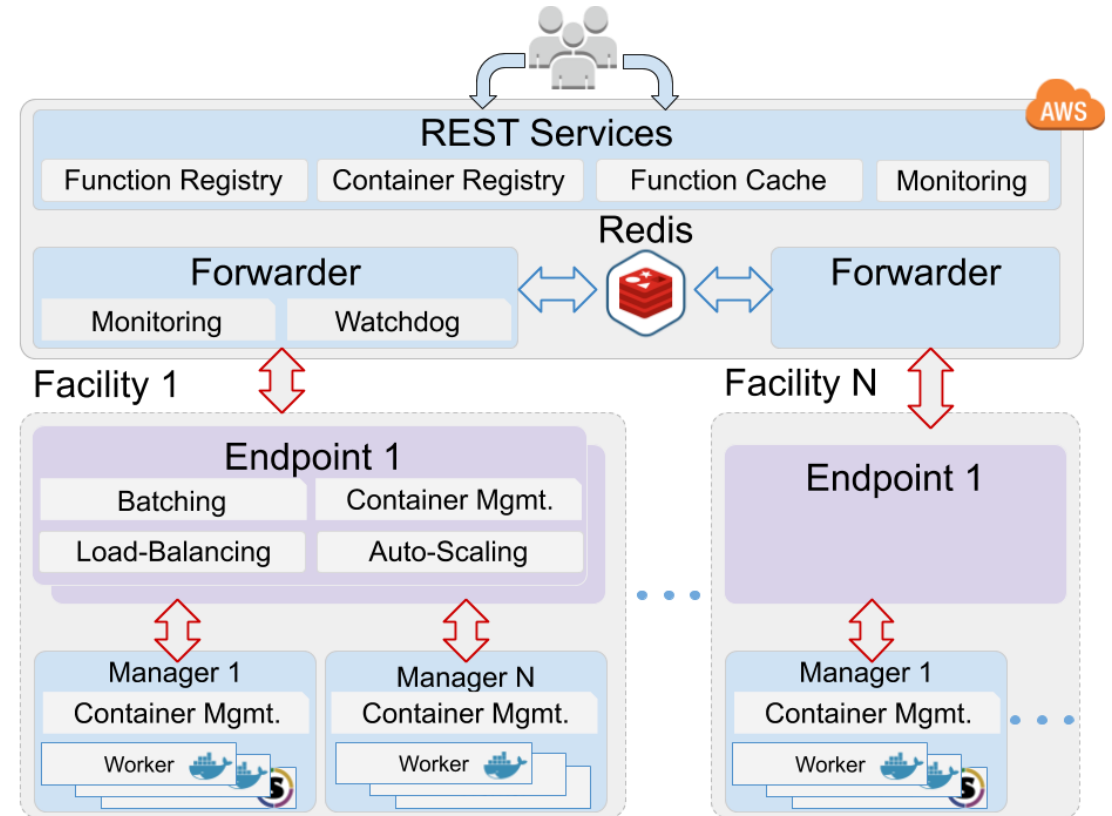 AWS
REST Services
Function Registry
Container Registry
Function Cache
Monitoring
Redis
Forwarder
Monitoring
Watchdog
Forwarder
Facility 1
Facility N
Endpoint 1
Batching
Container Mgmt.
Load-Balancing
Auto-Scaling
Endpoint 1
Manager 1
Container Mgmt.
Worker
S
Manager N
Container Mgmt.
Worker
Manager 1
Container Mgmt.
Worker
S